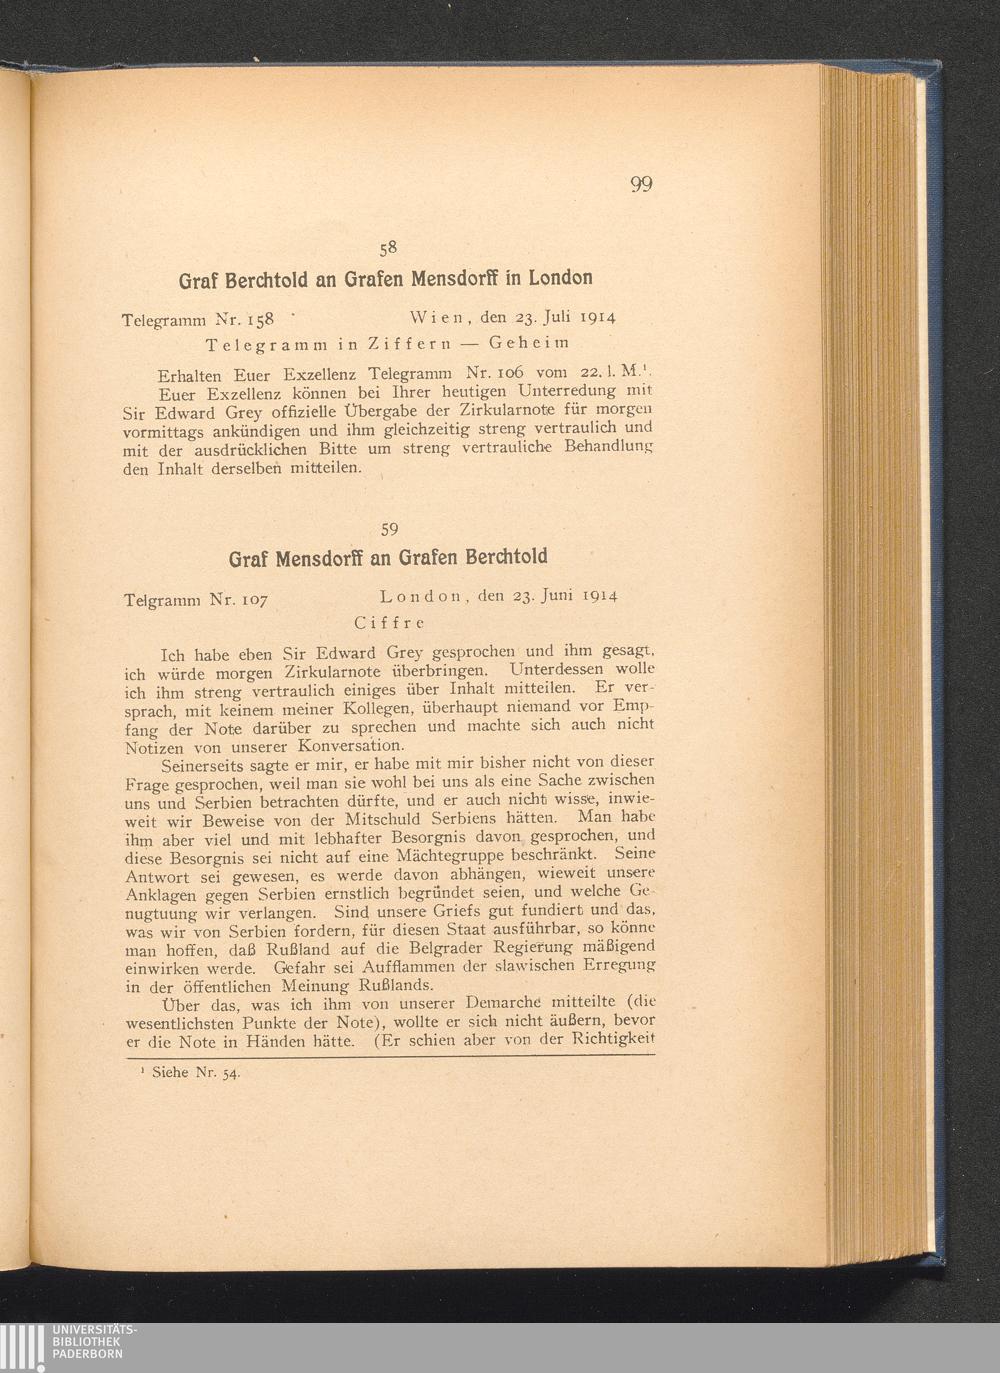 99
58
Graf Berchtold an Grafen Mensdorff in London
Telegramm Nr. 158 Wien, den 23. Juli 1914
Telegramm in Ziffern — Geheim
Erhalten Euer Exzellenz Telegramm Nr. 106 vom 22. l. M.¹.
Euer Exzellenz können bei Ihrer heutigen Unterredung mit
Sir Edward Grey offizielle Übergabe der Zirkularnote für morgen
vormittags ankündigen und ihm gleichzeitig streng vertraulich und
mit der ausdrücklichen Bitte um streng vertrauliche Behandlung
den Inhalt derselben mitteilen.
59
Graf Mensdorff an Grafen Berchtold
Telgramm Nr. 107 London, den 23. Juni 1914
Ciffre
Ich habe eben Sir Edward Grey gesprochen und ihm gesagt,
ich würde morgen Zirkularnote überbringen. Unterdessen wolle
ich ihm streng vertraulich einiges über Inhalt mitteilen. Er ver-
sprach, mit keinem meiner Kollegen, überhaupt niemand vor Emp-
fang der Note darüber zu sprechen und machte sich auch nicht
Notizen von unserer Konversation.
Seinerseits sagte er mir, er habe mit mir bisher nicht von dieser
Frage gesprochen, weil man sie wohl bei uns als eine Sache zwischen
uns und Serbien betrachten dürfte, und er auch nicht wisse, inwie-
weit wir Beweise von der Mitschuld Serbiens hätten. Man habe
ihm aber viel und mit lebhafter Besorgnis davon gesprochen, und
diese Besorgnis sei nicht auf eine Mächtegruppe beschränkt. Seine
Antwort sei gewesen, es werde davon abhängen, wieweit unsere
Anklagen gegen Serbien ernstlich begründet seien, und welche Ge-
nugtuung wir verlangen. Sind unsere Griefs gut fundiert und das,
was wir von Serbien fordern, für diesen Staat ausführbar, so könne
man hoffen, daß Rußland auf die Belgrader Regierung mäßigend
einwirken werde. Gefahr sei Aufflammen der slawischen Erregung
in der öffentlichen Meinung Rußlands.
Über das, was ich ihm von unserer Demarche mitteilte (die
wesentlichsten Punkte der Note), wollte er sich nicht äußern, bevor
er die Note in Händen hätte. (Er schien aber von der Richtigkeit
¹ Siehe Nr. 54.
UNIVERSITÄTS-
BIBLIOTHEK
PADERBORN